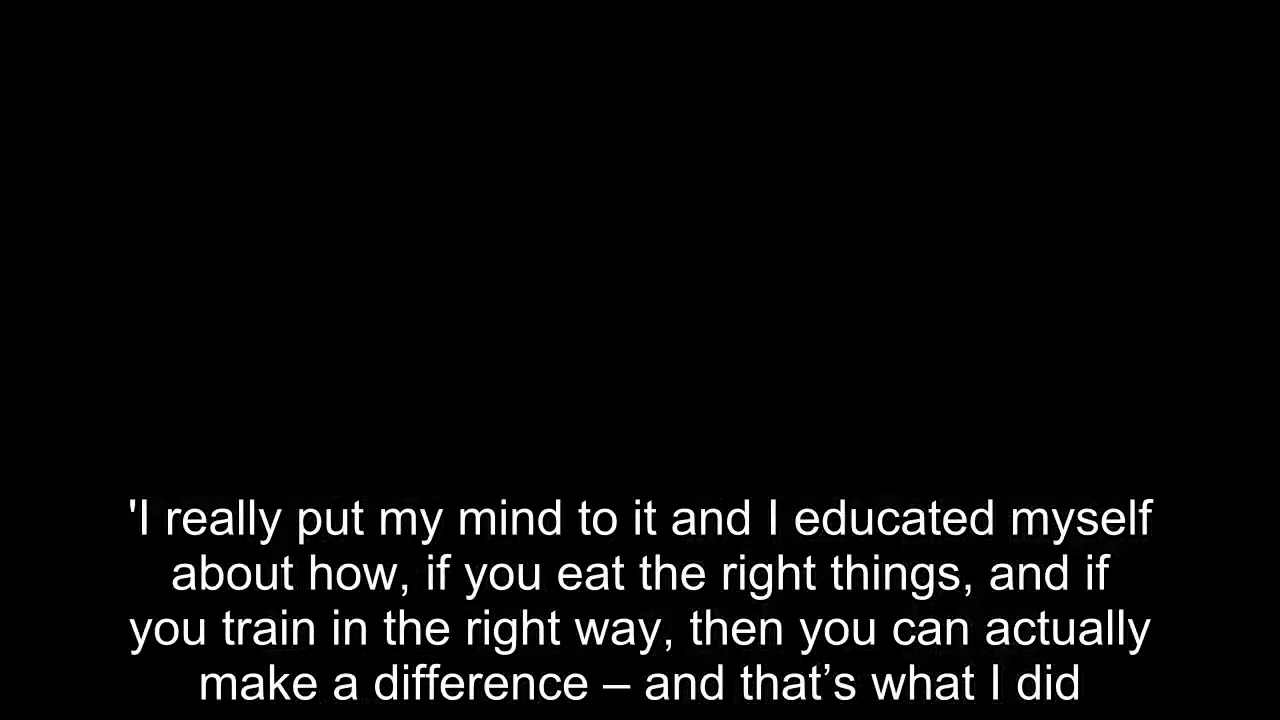 'I really put my mind to it and I educated myself
about how, if you eat the right things, and if
you train in the right way, then you can actually
make a difference – and that’s what I did